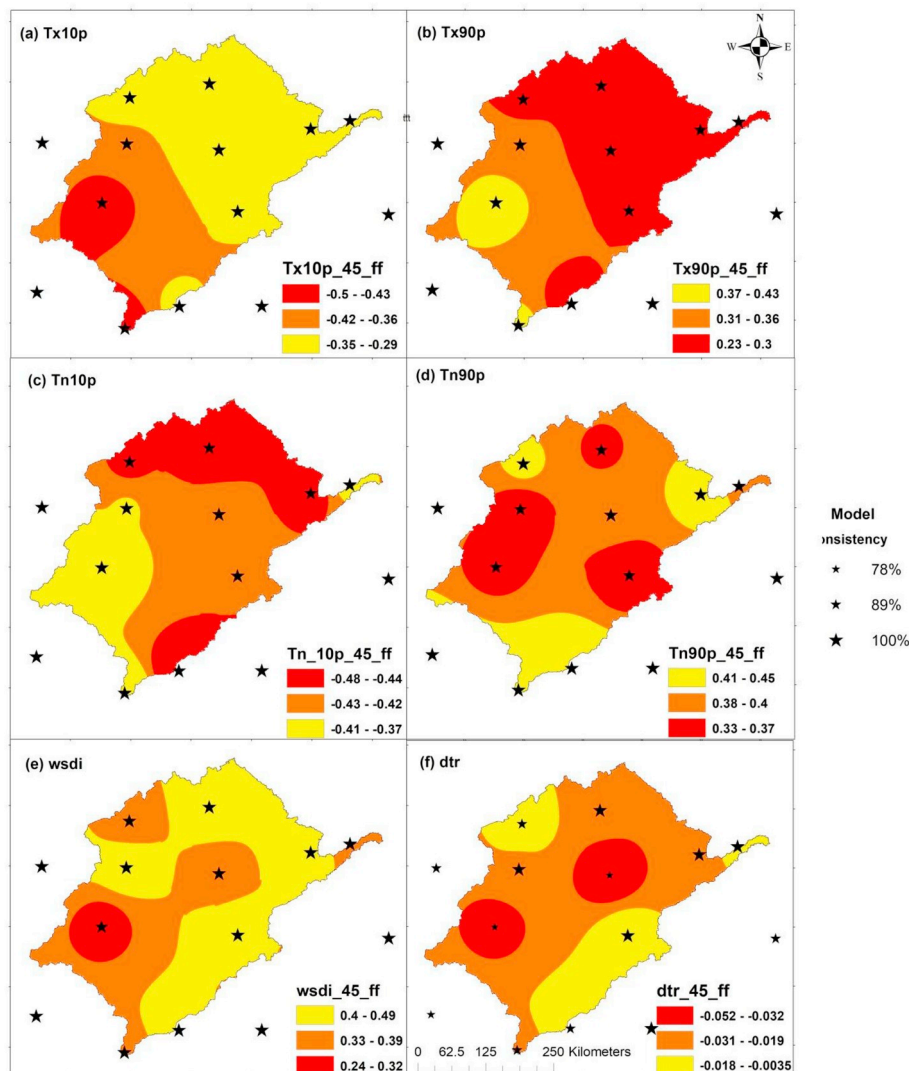 (a) Tx10p
(b) Tx90p
N
W E
S
Tx10p_45_ff
-0.5 - -0.43
-0.42 - -0.36
-0.35 - -0.29
Tx90p_45_ff
0.37 - 0.43
0.31 - 0.36
0.23 - 0.3
(c) Tn10p
(d) Tn90p
Tn_10p_45_ff
-0.48 - -0.44
-0.43 - -0.42
-0.41 - -0.37
Tn90p_45_ff
0.41 - 0.45
0.38 - 0.4
0.33 - 0.37
Model
onsistency
78%
89%
100%
(e) wsdi
(f) dtr
wsdi_45_ff
0.4 - 0.49
0.33 - 0.39
0.24 - 0.32
dtr_45_ff
-0.052 - -0.032
-0.031 - -0.019
-0.018 - -0.0035
0 62.5 125 250 Kilometers